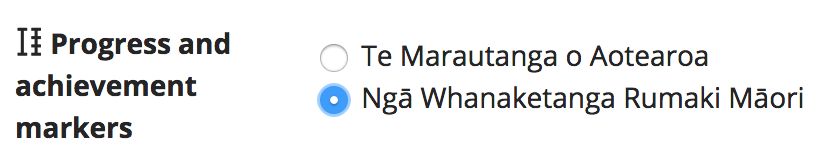 Progress and
achievement
markers
Te Marautanga o Aotearoa
Ngā Whanaketanga Rumaki Māori